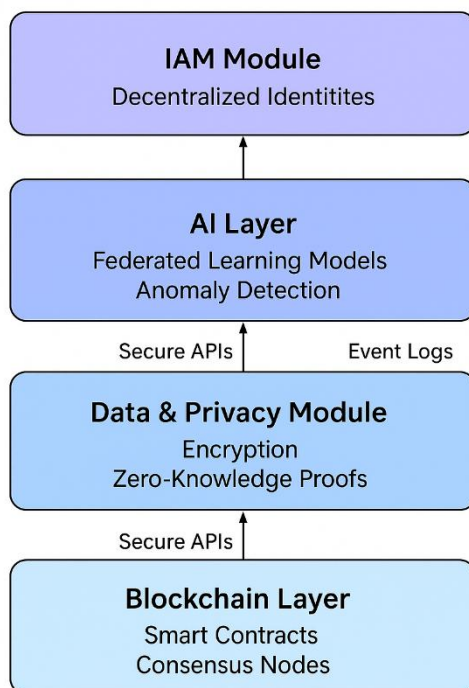 IAM Module
Decentralized Identitites
AI Layer
Federated Learning Models
Anomaly Detection
Secure APIs
Event Logs
Data & Privacy Module
Encryption
Zero-Knowledge Proofs
Secure APIs
Blockchain Layer
Smart Contracts
Consensus Nodes